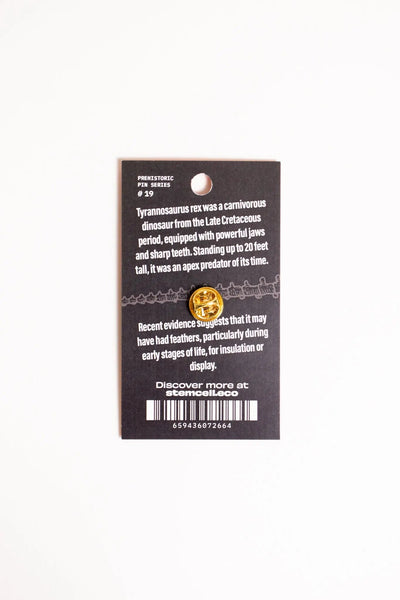 PREHISTORIC
PIN SERIES
# 19
Tyrannosaurus rex was a carnivorous
dinosaur from the Late Cretaceous
period, equipped with powerful jaws
and sharp teeth. Standing up to 20 feet
tall, it was an apex predator of its time.
Recent evidence suggests that it may
have had feathers, particularly during
early stages of life, for insulation or
display.
Discover more at
stemcell.co
659436072664